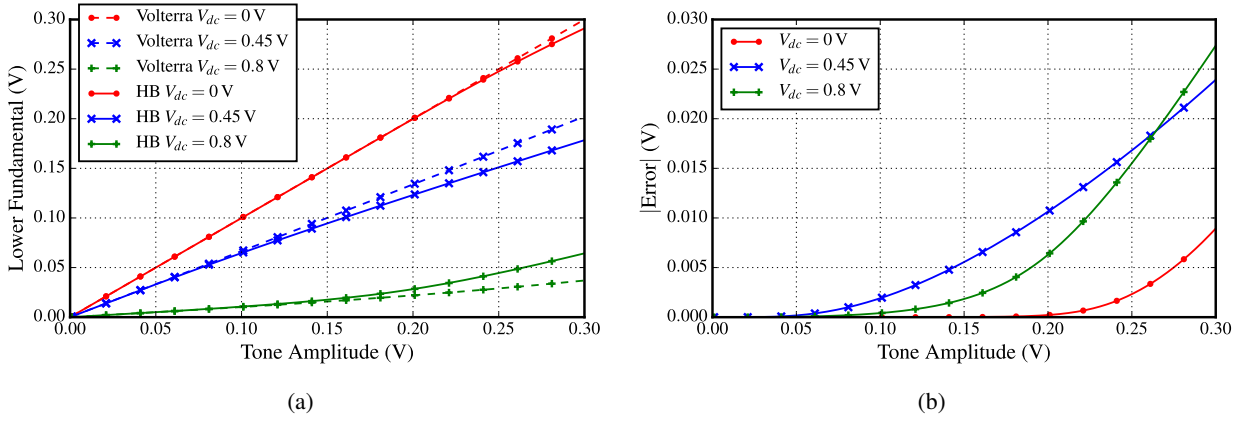 0.30
0.25
0.20
0.15
0.10
0.05
0.00
Lower Fundamental (V)
Volterra V_dc = 0 V
Volterra V_dc = 0.45 V
Volterra V_dc = 0.8 V
HB V_dc = 0 V
HB V_dc = 0.45 V
HB V_dc = 0.8 V
0.00 0.05 0.10 0.15 0.20 0.25 0.30
Tone Amplitude (V)
(a)
0.030
0.025
0.020
0.015
0.010
0.005
0.000
|Error| (V)
V_dc = 0 V
V_dc = 0.45 V
V_dc = 0.8 V
0.00 0.05 0.10 0.15 0.20 0.25 0.30
Tone Amplitude (V)
(b)